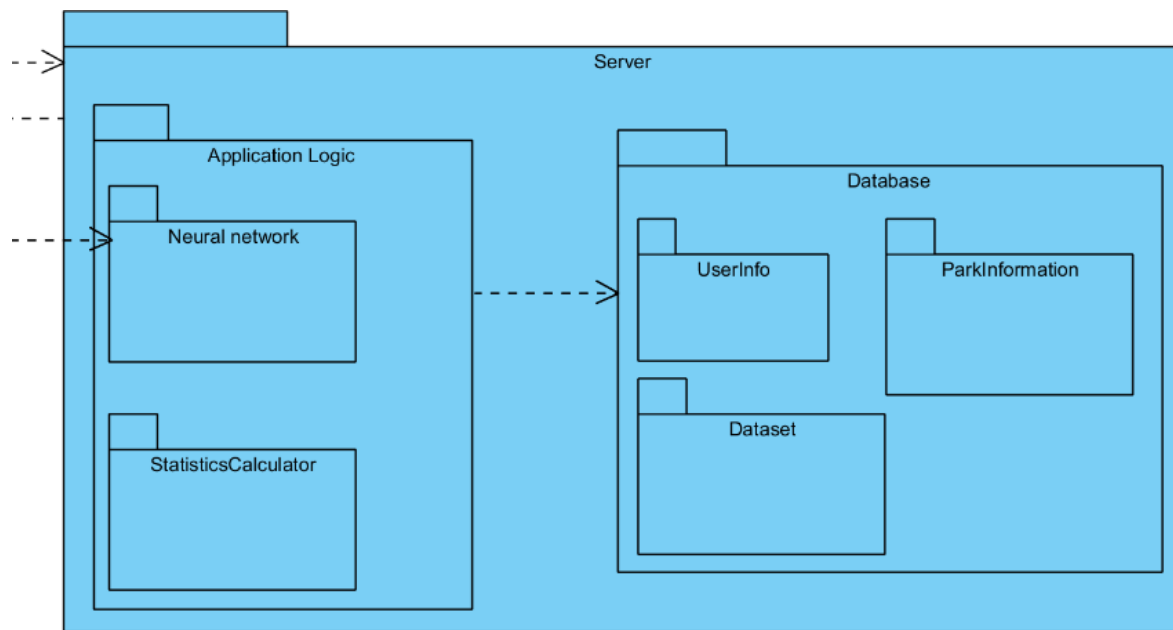 Server
Application Logic
Neural network
StatisticsCalculator
Database
UserInfo
ParkInformation
Dataset